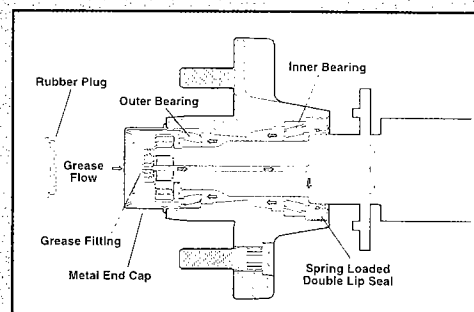 Inner Bearing
Rubber Plug
Outer Bearing
Grease
Flow
Grease Fitting
Metal End Cap
Spring Loaded
Double Lip Seal